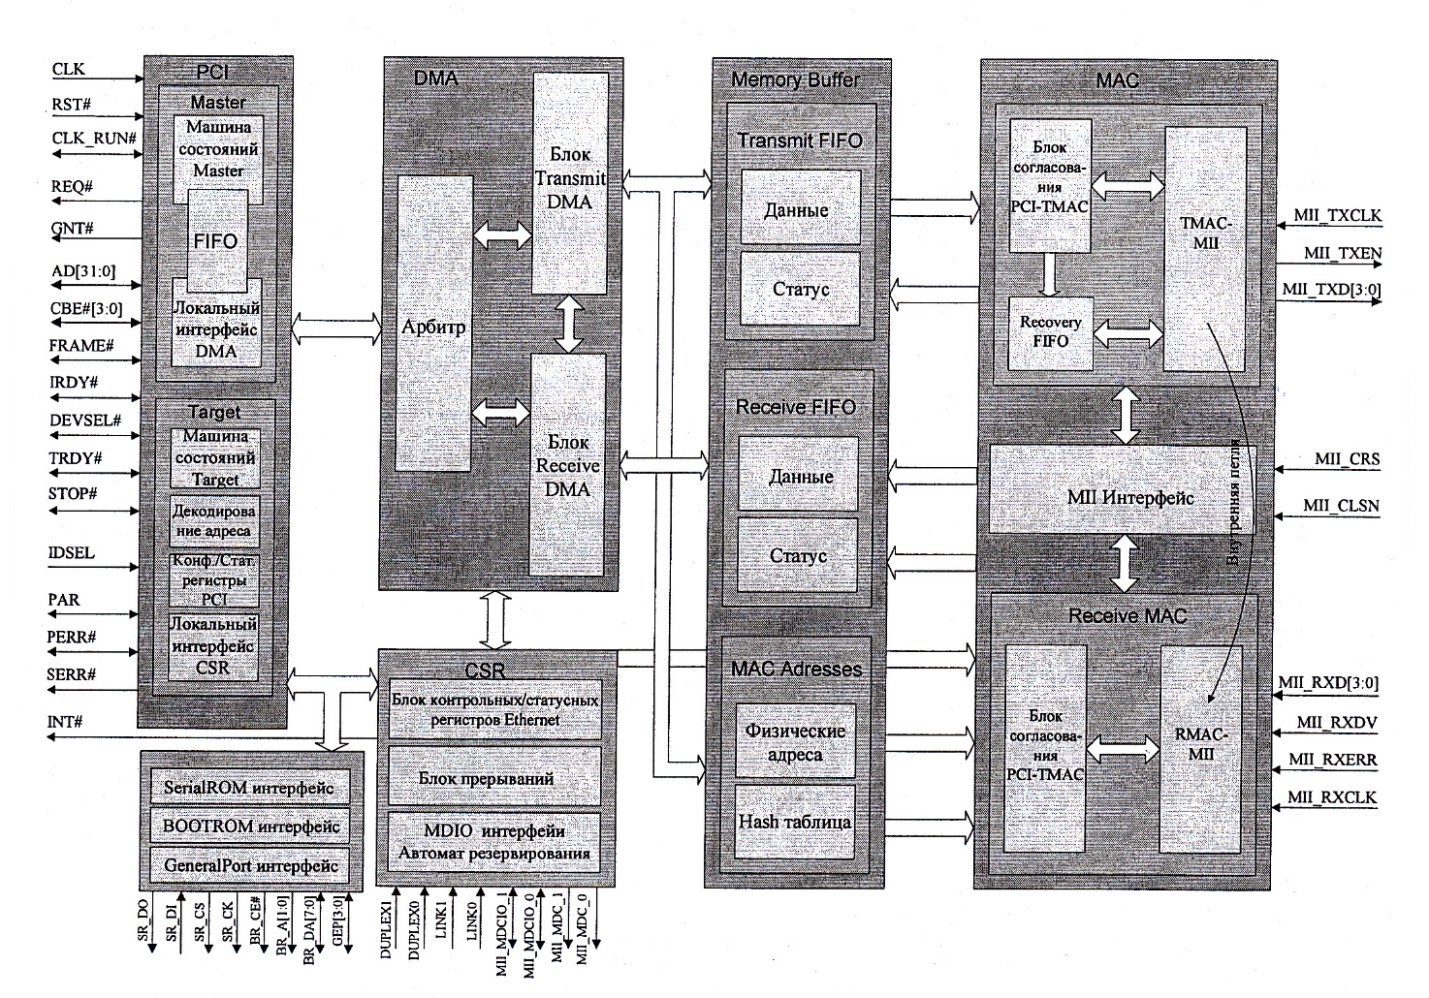 CLK
RST#
CLK_RUN#
REQ#
GNT#
AD[31:0]
CBE#[3:0]
FRAME#
IRDY#
DEVSEL#
TRDY#
STOP#
IDSEL
PAR
PERR#
SERR#
INT#
PCI
Master
Машина
состояний
Master
FIFO
Локальный
интерфейс
DMA
Target
Машина
состояний
Target
Декодирова
ние адреса
Конф./Стат.
регистры
PCI
Локальный
интерфейс
CSR
SerialROM интерфейс
BOOTROM интерфейс
GeneralPort интерфейс
SR_DO
SR_DI
SR_CS
SR_CK
BR_CE#
BR_A[1:0]
BR_DA[7:0]
GEP[3:0]
DMA
Арбитр
Блок
Transmit
DMA
Блок
Receive
DMA
CSR
Блок контрольных/статусных
регистров Ethernet
Блок прерываний
MDIO интерфейи
Автомат резервирования
DUPLEX1
DUPLEX0
LINK1
LINK0
MII_MDCIO_1
MII_MDCIO_0
MII_MDC_1
MII_MDC_0
Memory Buffer
Transmit FIFO
Данные
Статус
Receive FIFO
Данные
Статус
MAC Adresses
Физические
адреса
Hash таблица
MAC
Блок
согласова-
ния
PCI-TMAC
Recovery
FIFO
TMAC-
MII
MII Интерфейс
Внутренняя петля
Receive MAC
Блок
согласова-
ния
PCI-TMAC
RMAC-
MII
MII_TXCLK
MII_TXEN
MII_TXD[3:0]
MII_CRS
MII_CLSN
MII_RXD[3:0]
MII_RXDV
MII_RXERR
MII_RXCLK